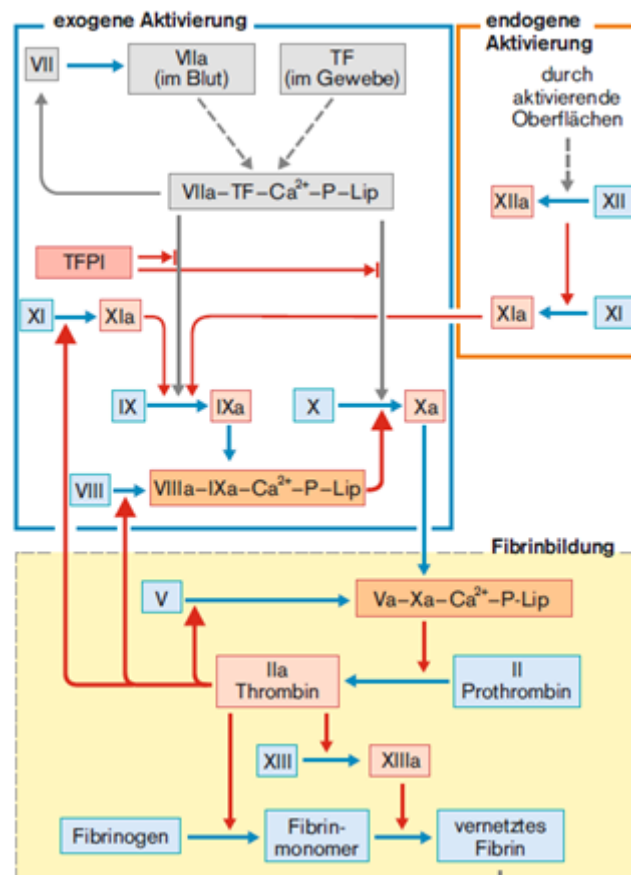 exogene Aktivierung
endogene
Aktivierung
VII
VIIa
(im Blut)
TF
(im Gewebe)
durch
aktivierende
Oberflächen
VIIa–TF–Ca²⁺–P–Lip
XIIa
XII
TFPI
XI
XIa
XIa
XI
IX
IXa
X
Xa
VIII
VIIIa–IXa–Ca²⁺–P–Lip
Fibrinbildung
V
Va–Xa–Ca²⁺–P-Lip
IIa
Thrombin
II
Prothrombin
XIII
XIIIa
Fibrinogen
Fibrin-
monomer
vernetztes
Fibrin